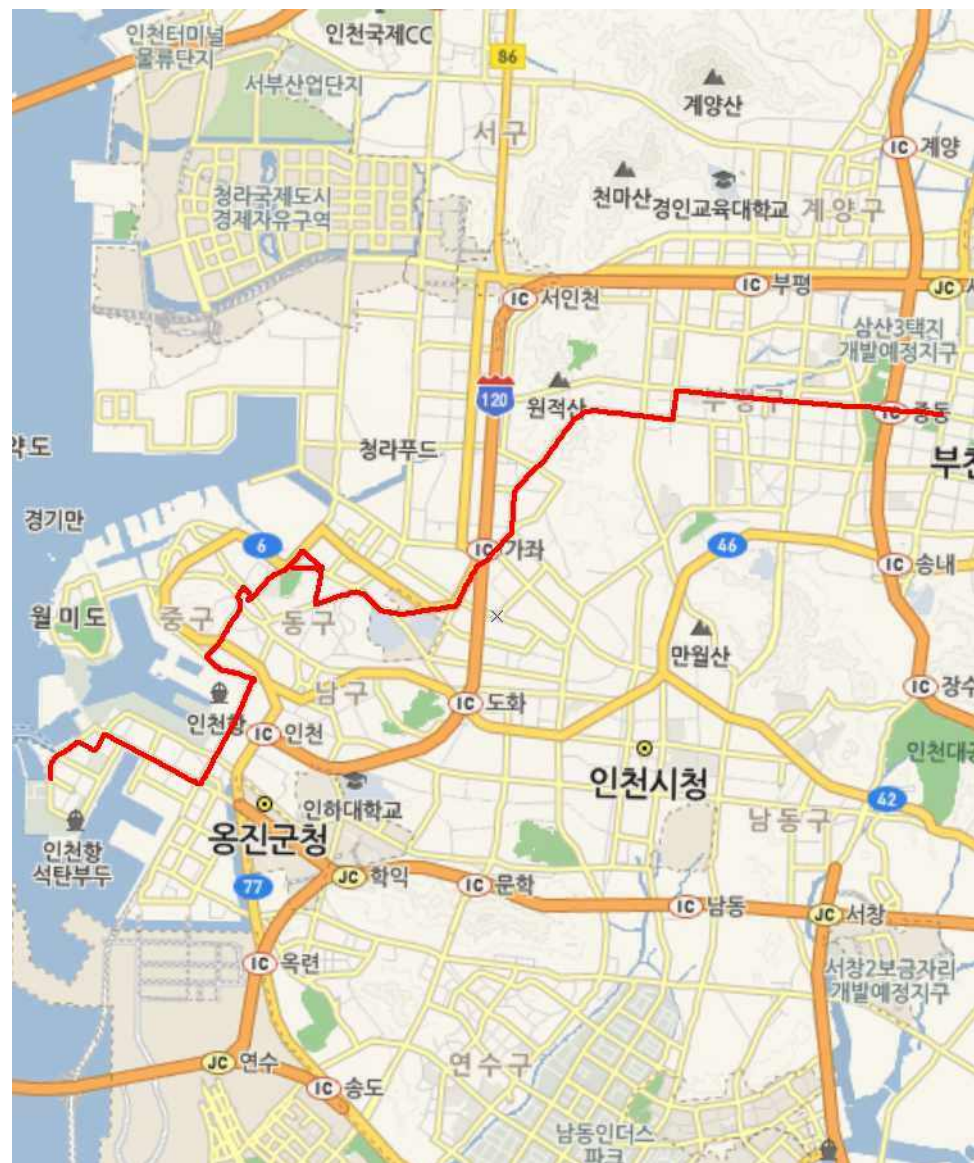 인천터미널
물류단지
인천국제CC
86
서부산업단지
계양산
서구
IC 계양
천마산
경인교육대학교
계양구
청라국제도시
경제자유구역
IC 서인천
IC 부평
JC
삼산3택지
개발예정지구
120
원적산
부평구
IC 중동
청라푸드
약도
부천
경기만
6
IC 가좌
46
IC 송내
월미도
중구
동구
만월산
남구
IC 장수
인천항
IC 인천
IC 도화
인천대공
인천시청
인하대학교
42
남동구
옹진군청
인천항
석탄부두
77
JC 학익
IC 문학
IC 남동
JC 서창
IC 옥련
서창2보금자리
개발예정지구
JC 연수
연수구
IC 송도
남동인더스
파크